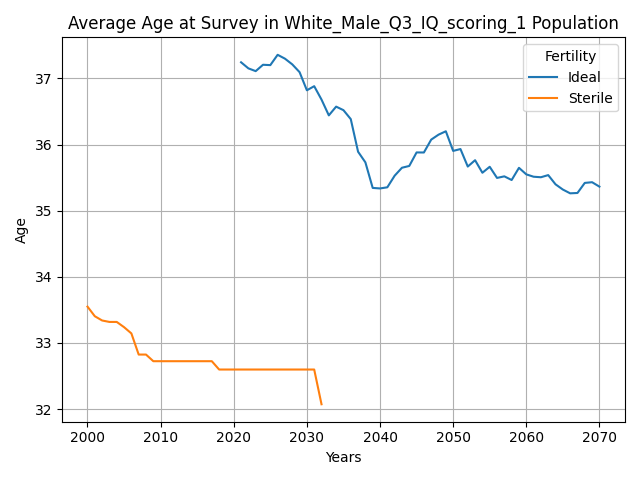 Average Age at Survey in White_Male_Q3_IQ_scoring_1 Population
Fertility
Ideal
Sterile
37
36
35
34
33
32
Age
2000 2010 2020 2030 2040 2050 2060 2070
Years